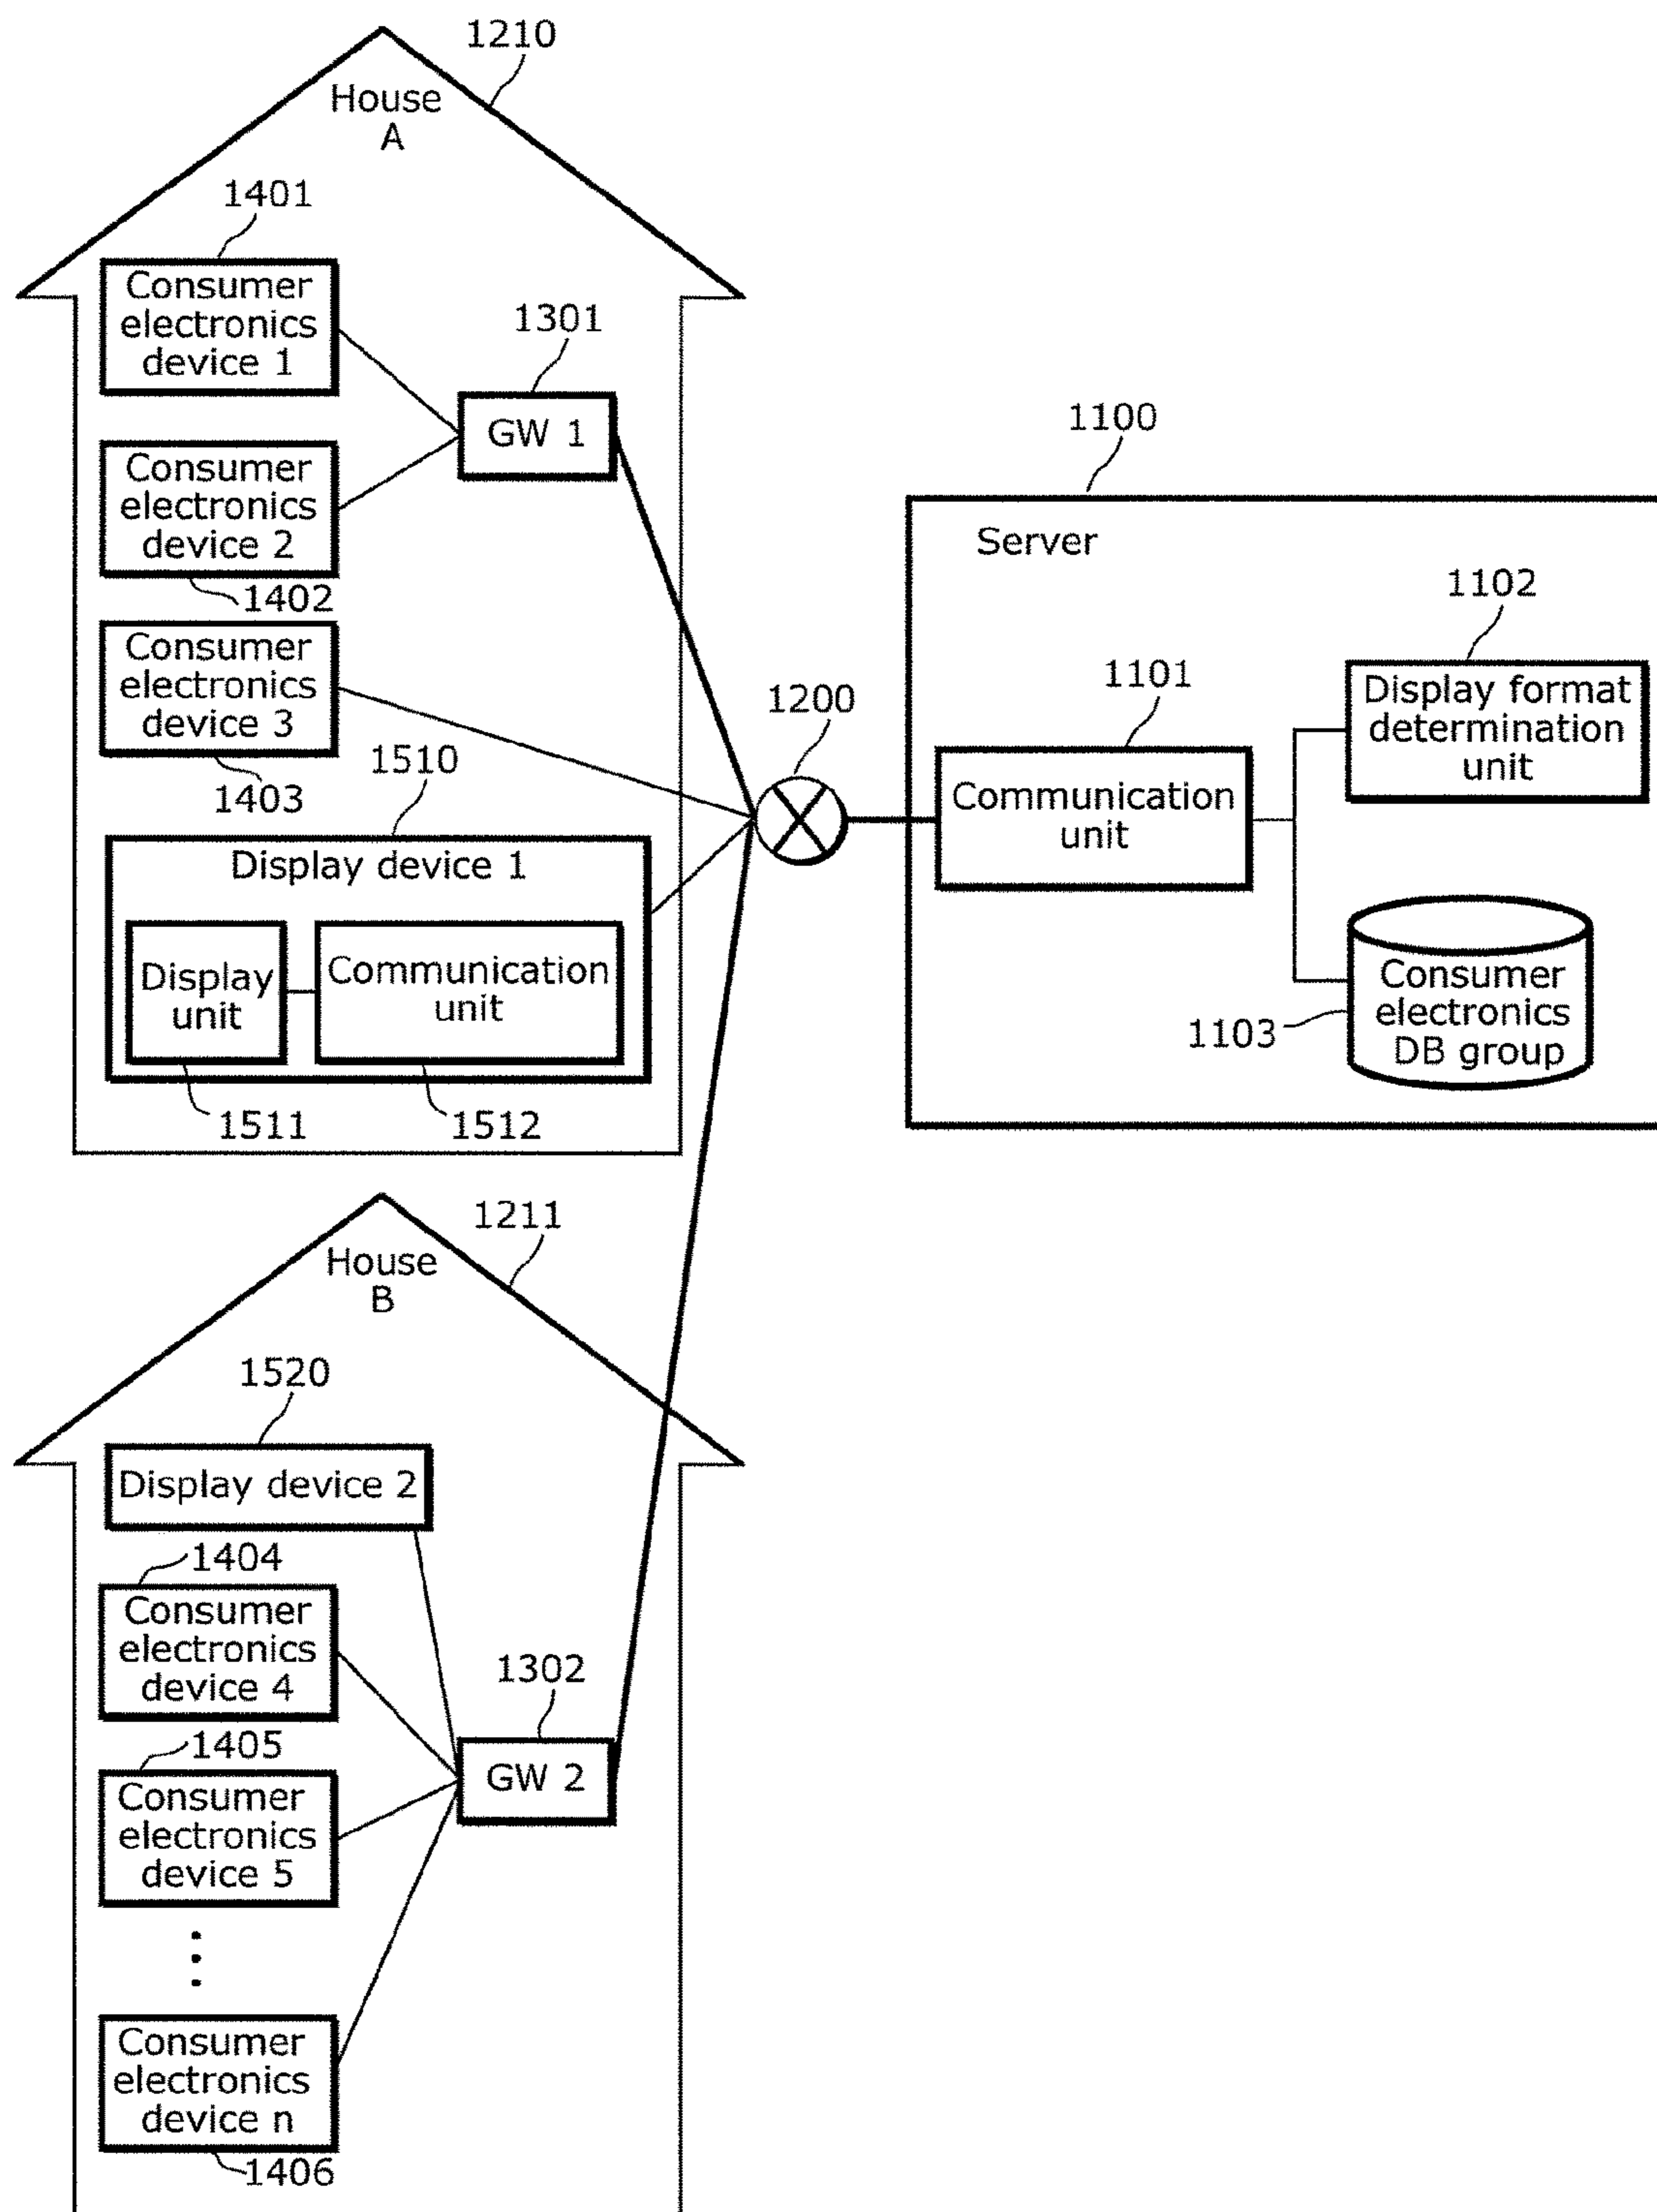 1210
House
A
1401
Consumer
electronics
device 1
1301
GW 1
Consumer
electronics
device 2
1402
Consumer
electronics
device 3
1403
1510
Display device 1
Display
unit
Communication
unit
1511
1512
1200
1100
Server
1102
1101
Display format
determination
unit
Communication
unit
Consumer
electronics
DB group
1103
1211
House
B
1520
Display device 2
1404
Consumer
electronics
device 4
1302
GW 2
1405
Consumer
electronics
device 5
Consumer
electronics
device n
1406